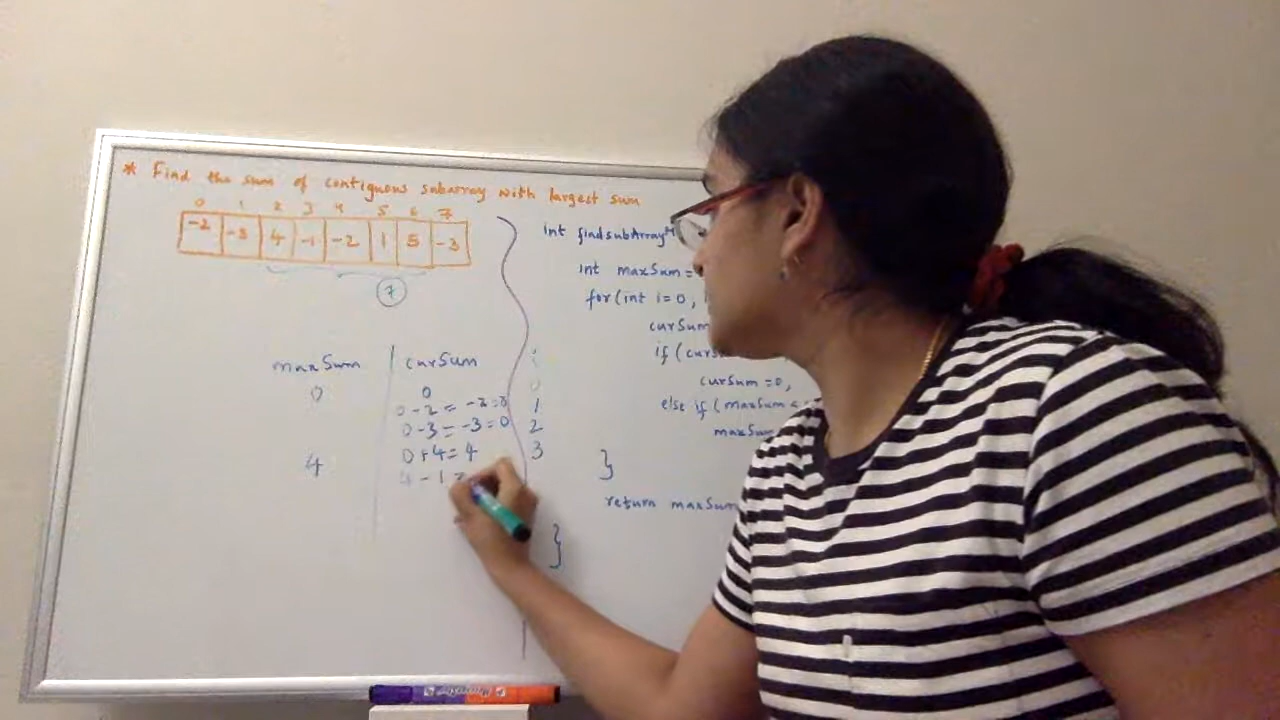 * Find the sum of contiguous subarray with largest sum
0 1 2 3 4 5 6 7
-2 -3 4 -1 -2 1 5 -3
7
maxSum curSum i
0 0 0
0-2=-2=0 1
0-3=-3=0 2
4 0+4=4 3
4-1=
int findsubArray
int maxSum=
for(int i=0,
curSum
if(curs
curSum=0,
else if(maxSum<
maxSum
}
return maxSum
}